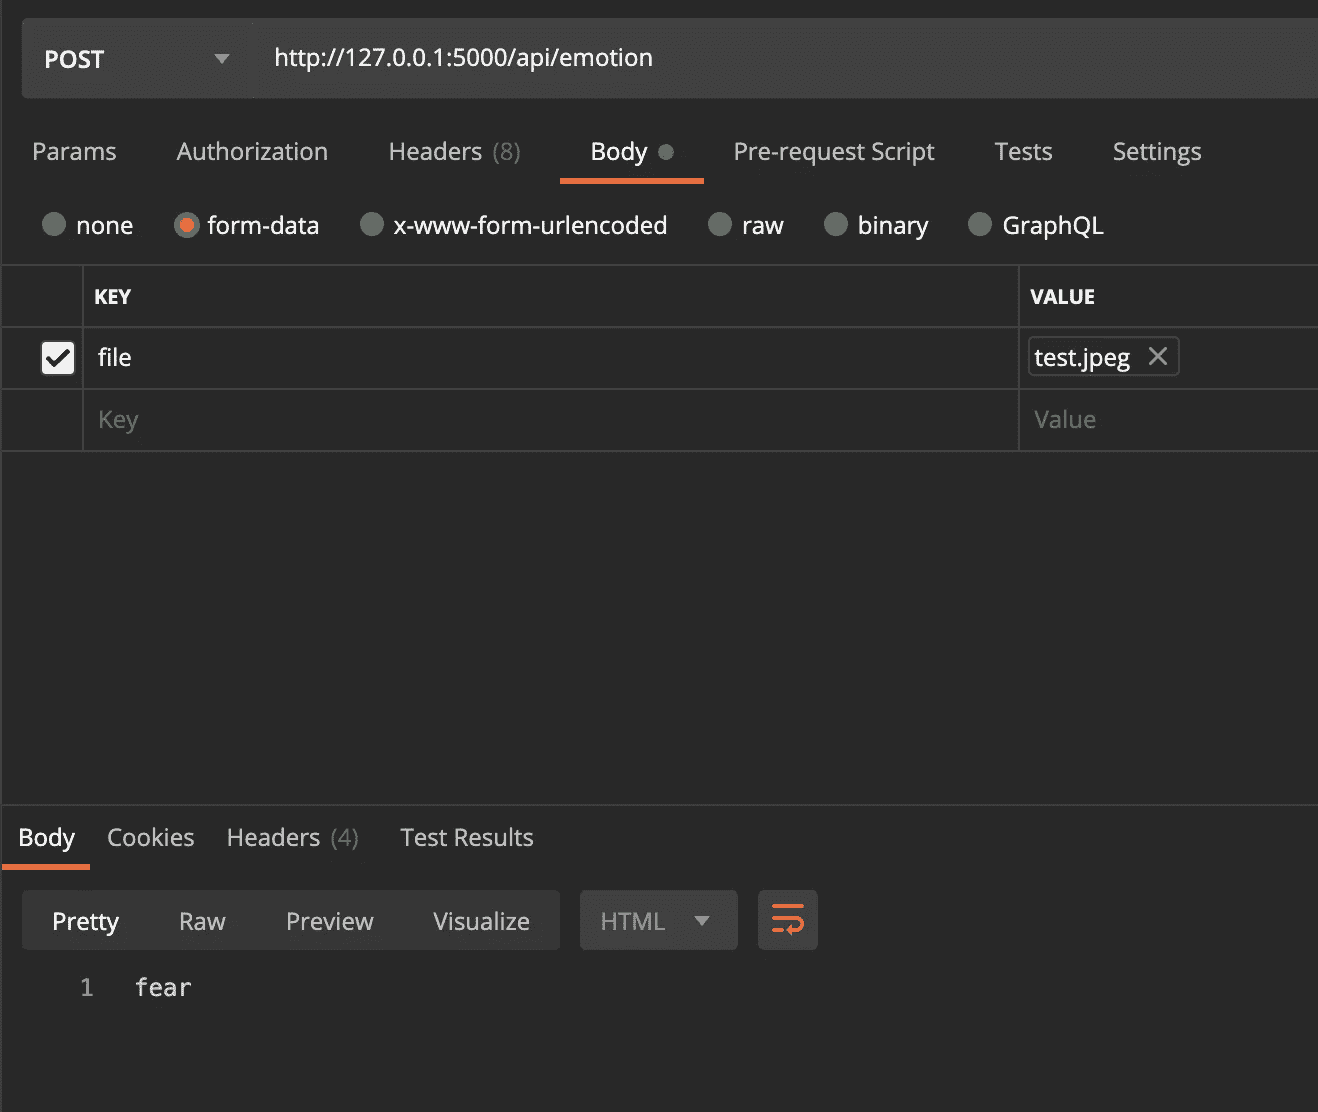 POST http://127.0.0.1:5000/api/emotion
Params Authorization Headers (8) Body Pre-request Script Tests Settings
none form-data x-www-form-urlencoded raw binary GraphQL
KEY VALUE
file test.jpeg
Key Value
Body Cookies Headers (4) Test Results
Pretty Raw Preview Visualize HTML
1 fear